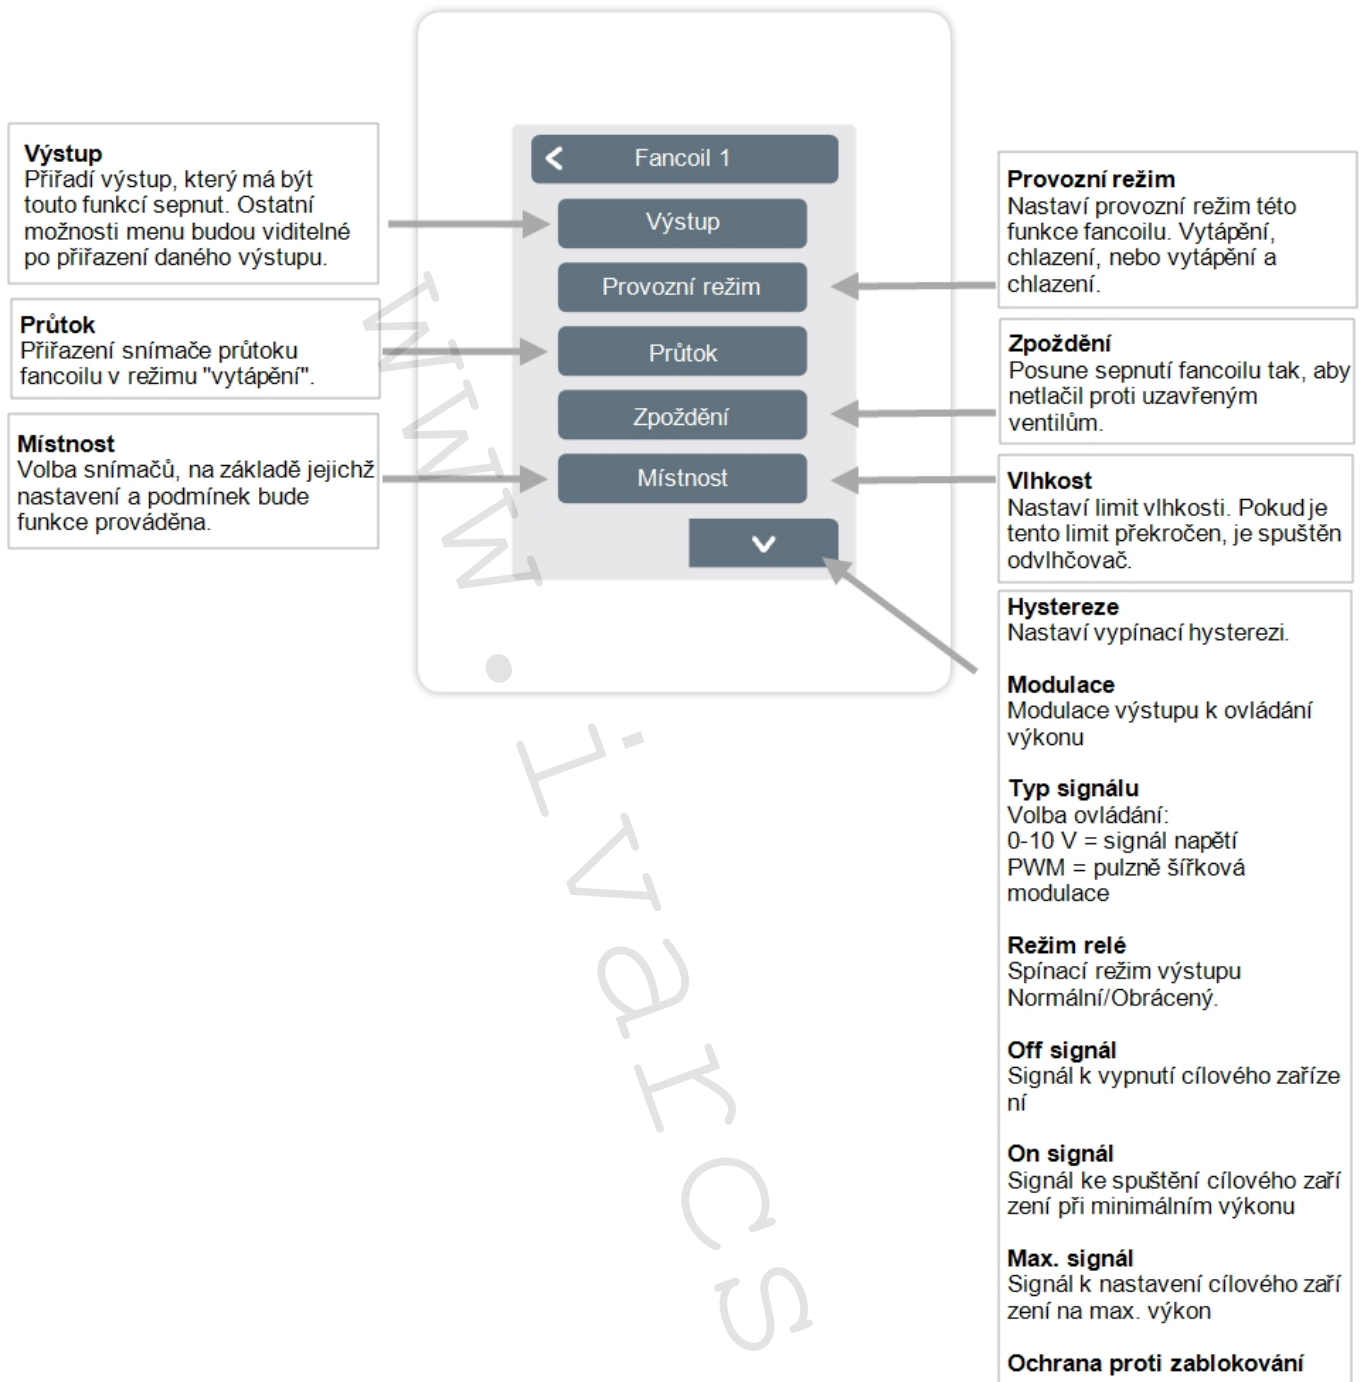 Výstup
Přiřadí výstup, který má být
touto funkcí sepnut. Ostatní
možnosti menu budou viditelné
po přiřazení daného výstupu.
Průtok
Přiřazení snímače průtoku
fancoilu v režimu "vytápění".
Místnost
Volba snímačů, na základě jejichž
nastavení a podmínek bude
funkce prováděna.
Fancoil 1
Výstup
Provozní režim
Průtok
Zpoždění
Místnost
Provozní režim
Nastaví provozní režim této
funkce fancoilu. Vytápění,
chlazení, nebo vytápění a
chlazení.
Zpoždění
Posune sepnutí fancoilu tak, aby
netlačil proti uzavřeným
ventilům.
Vlhkost
Nastaví limit vlhkosti. Pokud je
tento limit překročen, je spuštěn
odvlhčovač.
Hystereze
Nastaví vypínací hysterezi.
Modulace
Modulace výstupu k ovládání
výkonu
Typ signálu
Volba ovládání:
0-10 V = signál napětí
PWM = pulzně šířková
modulace
Režim relé
Spínací režim výstupu
Normální/Obrácený.
Off signál
Signál k vypnutí cílového zaříze
ní
On signál
Signál ke spuštění cílového zaří
zení při minimálním výkonu
Max. signál
Signál k nastavení cílového zaří
zení na max. výkon
Ochrana proti zablokování
www.ivarcs